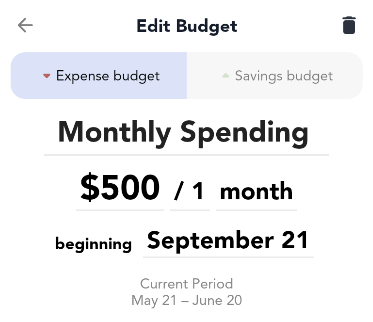 Edit Budget
Expense budget
Savings budget
Monthly Spending
$500 / 1 month
beginning September 21
Current Period
May 21 – June 20